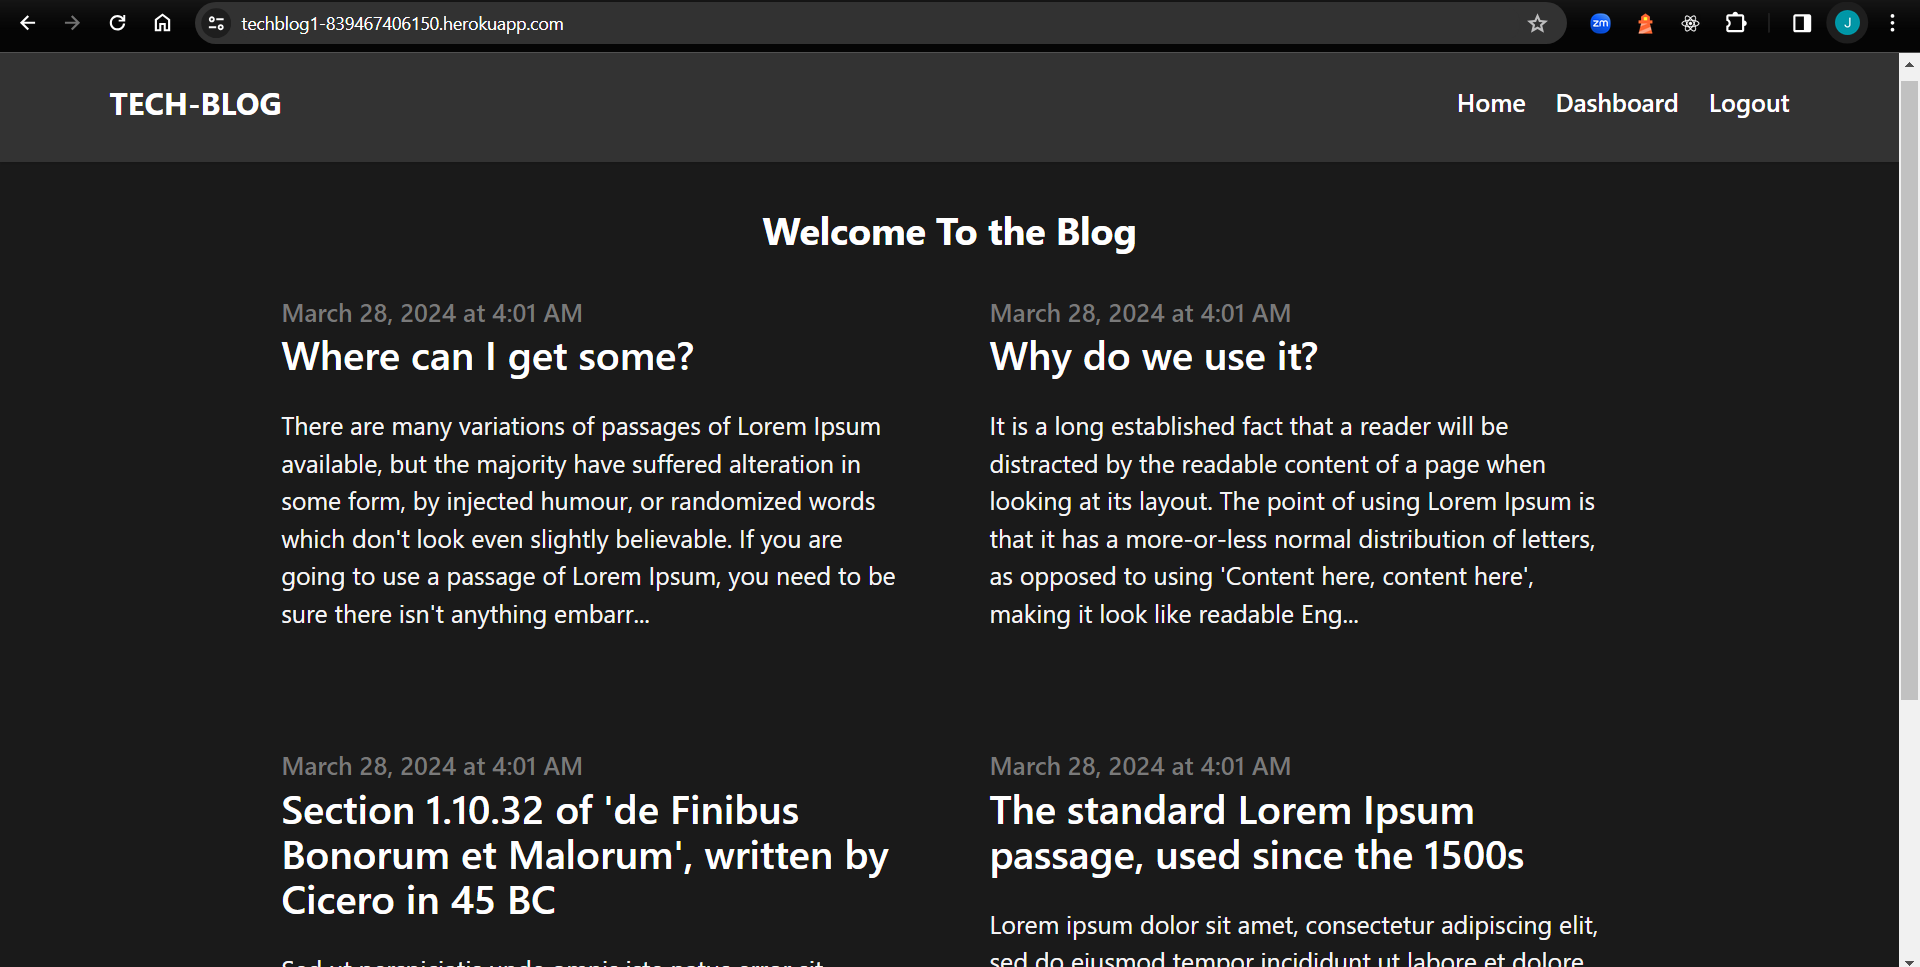 techblog1-839467406150.herokuapp.com
zm
J
TECH-BLOG
Home Dashboard Logout
Welcome To the Blog
March 28, 2024 at 4:01 AM
Where can I get some?
There are many variations of passages of Lorem Ipsum
available, but the majority have suffered alteration in
some form, by injected humour, or randomized words
which don't look even slightly believable. If you are
going to use a passage of Lorem Ipsum, you need to be
sure there isn't anything embarr...
March 28, 2024 at 4:01 AM
Why do we use it?
It is a long established fact that a reader will be
distracted by the readable content of a page when
looking at its layout. The point of using Lorem Ipsum is
that it has a more-or-less normal distribution of letters,
as opposed to using 'Content here, content here',
making it look like readable Eng...
March 28, 2024 at 4:01 AM
Section 1.10.32 of 'de Finibus
Bonorum et Malorum', written by
Cicero in 45 BC
Sed ut perspiciatis unde omnis iste natus error sit
March 28, 2024 at 4:01 AM
The standard Lorem Ipsum
passage, used since the 1500s
Lorem ipsum dolor sit amet, consectetur adipiscing elit,
sed do eiusmod tempor incididunt ut labore et dolore